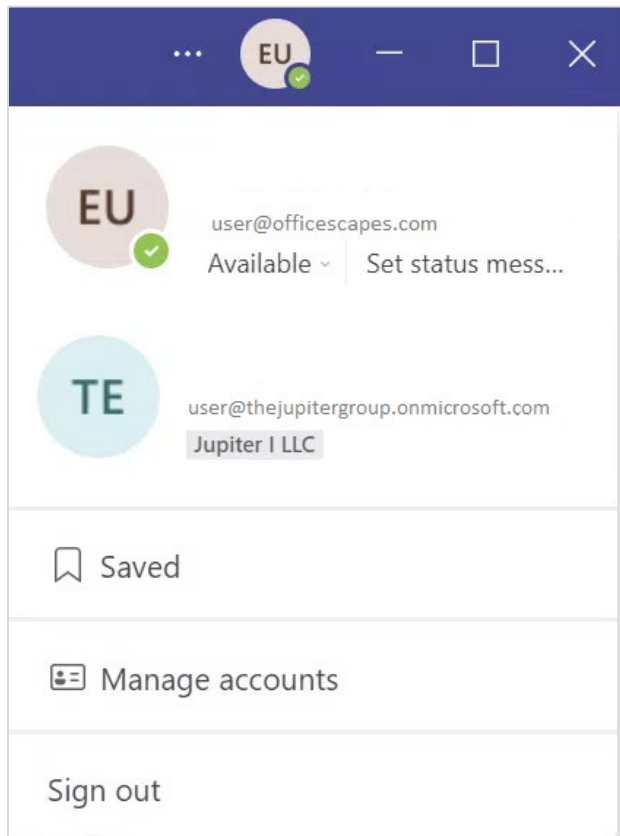 ... EU
EU
user@officescapes.com
Available Set status mess...
TE
user@thejupitergroup.onmicrosoft.com
Jupiter I LLC
Saved
Manage accounts
Sign out